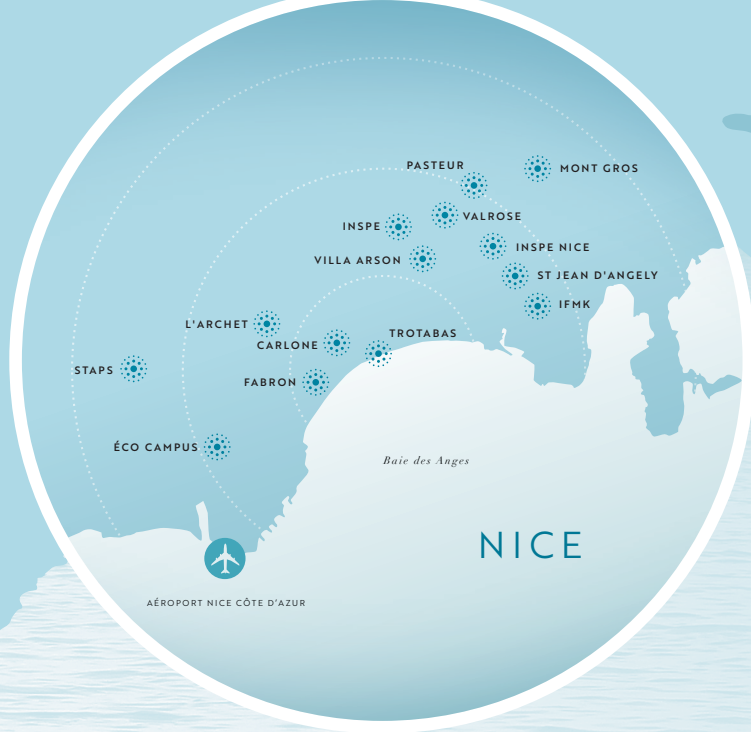 PASTEUR
MONT GROS
VALROSE
INSPE
INSPE NICE
VILLA ARSON
ST JEAN D'ANGELY
IFMK
L'ARCHET
TROTABAS
CARLONE
STAPS
FABRON
ÉCO CAMPUS
Baie des Anges
NICE
AÉROPORT NICE CÔTE D'AZUR